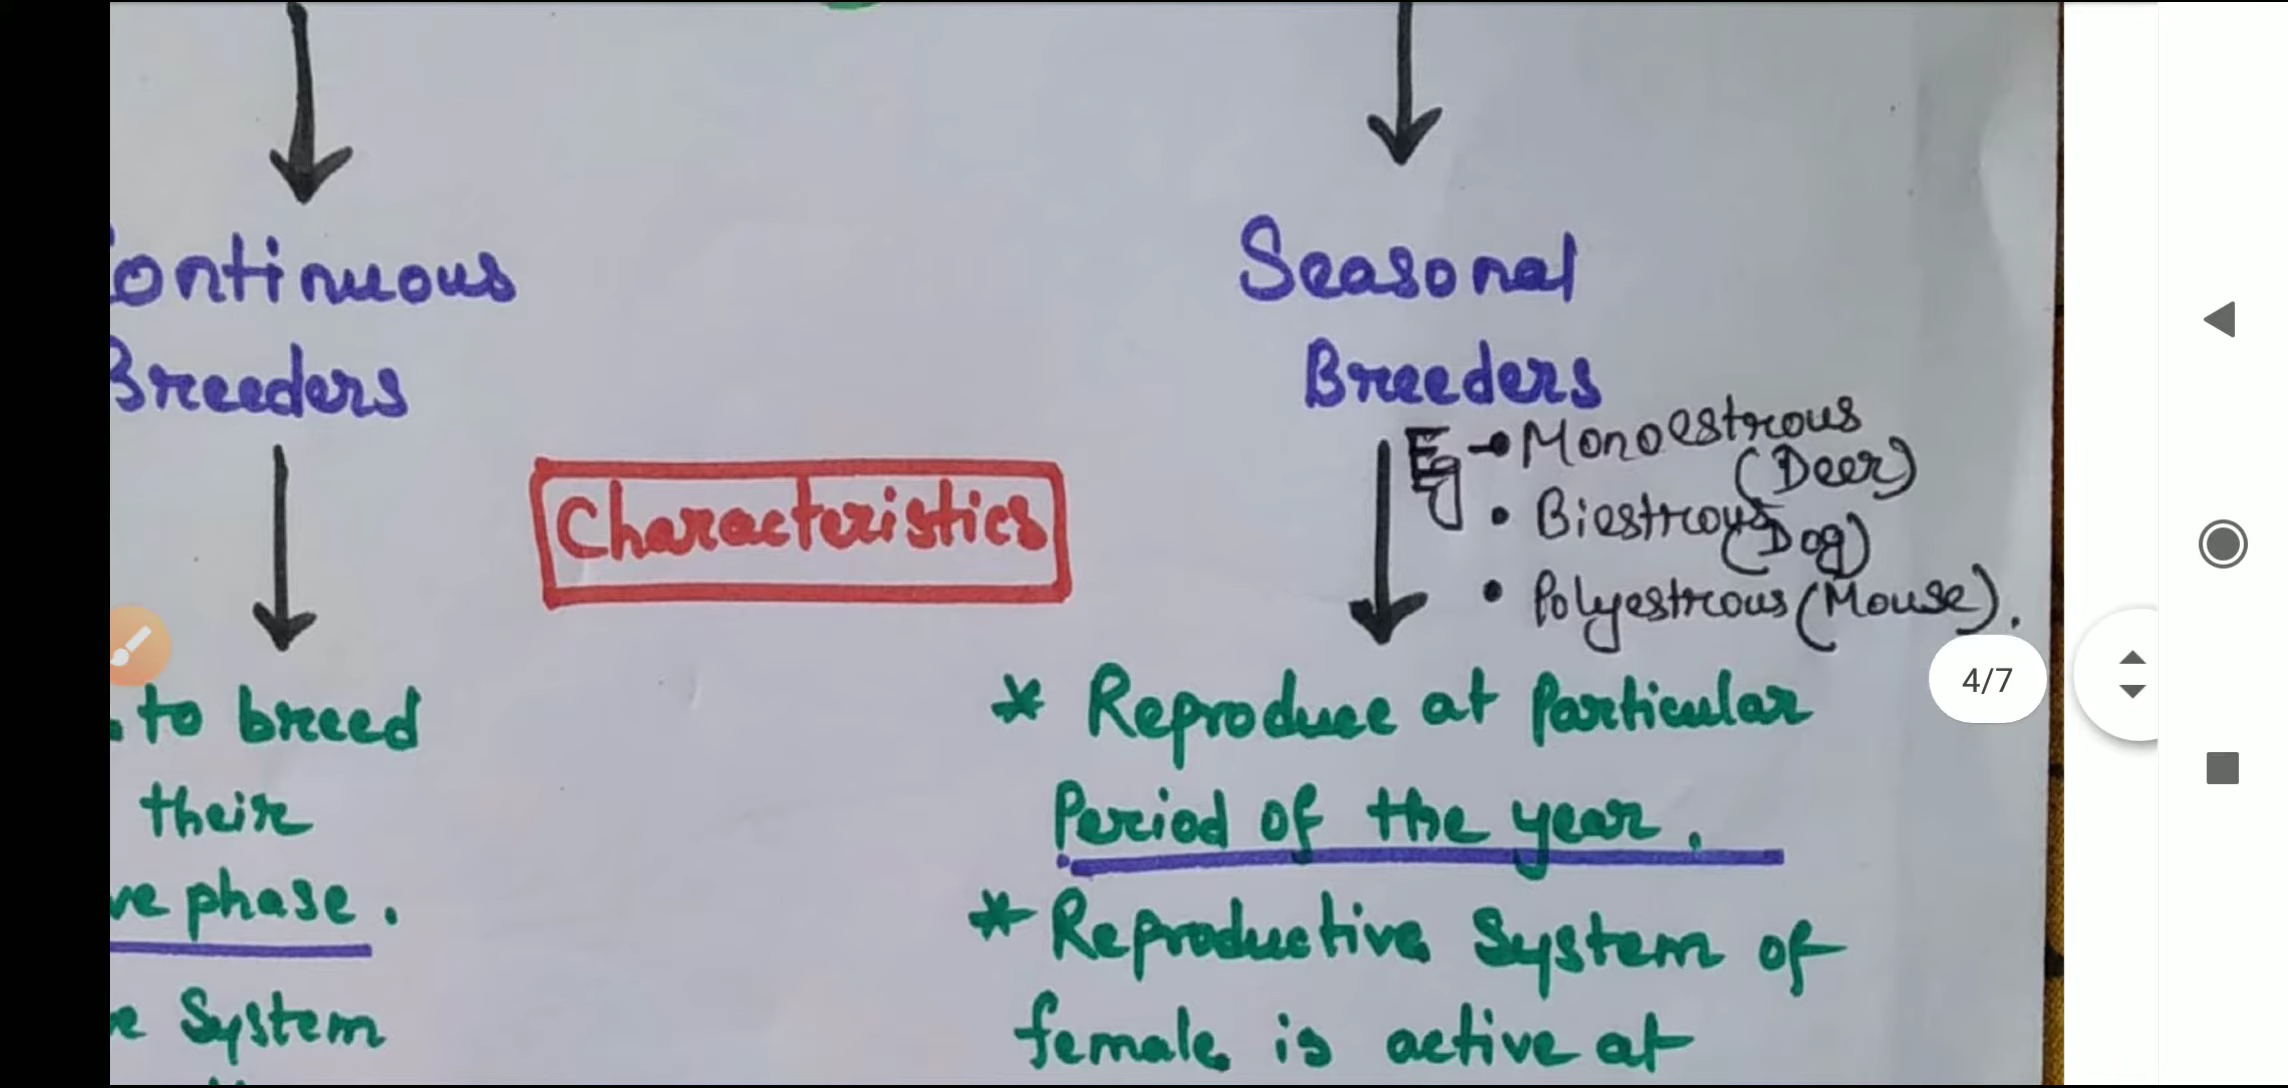 ontinuous
Breeders
Seasonal
Breeders
Eg → Monoestrous
(Deer)
• Biestrous
(Dog)
• Polyestrous (Mouse).
Characteristics
. to breed
their
ve phase.
e System
* Reproduce at Particular
Period of the year.
* Reproductive System of
female is active at
4/7